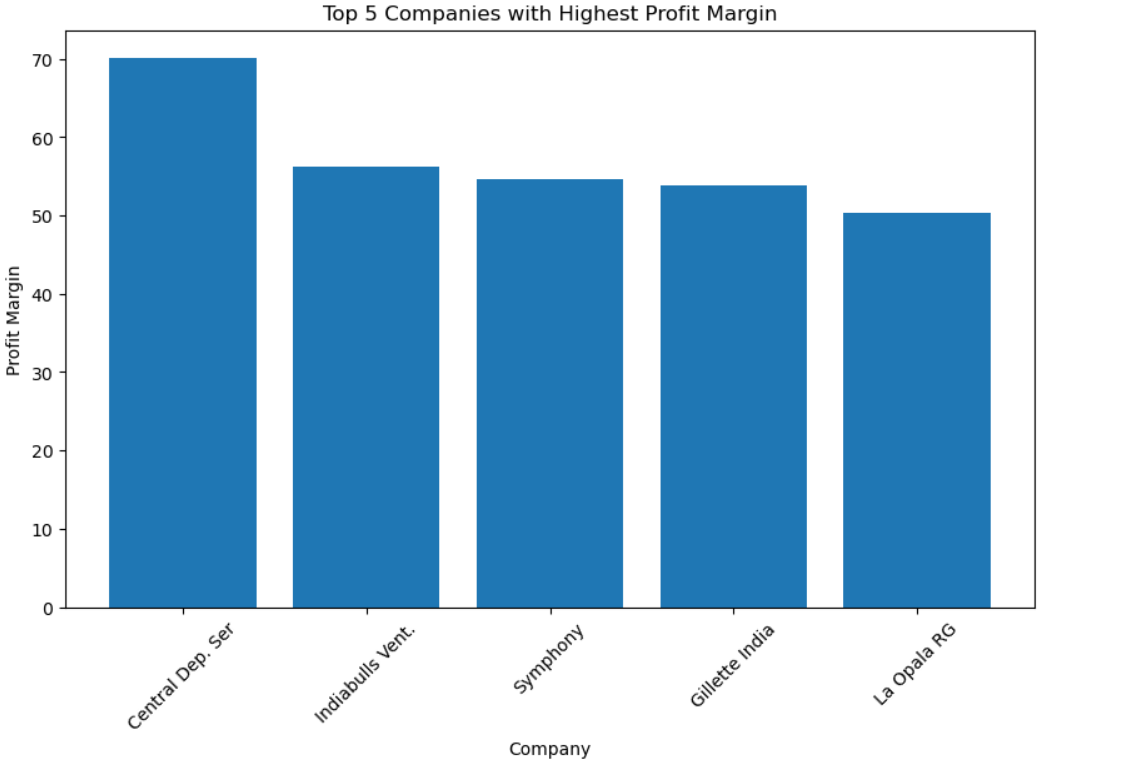 Top 5 Companies with Highest Profit Margin
70
60
50
40
30
20
10
0
Profit Margin
Central Dep. Ser
Indiabulls Vent.
Symphony
Gillette India
La Opala RG
Company